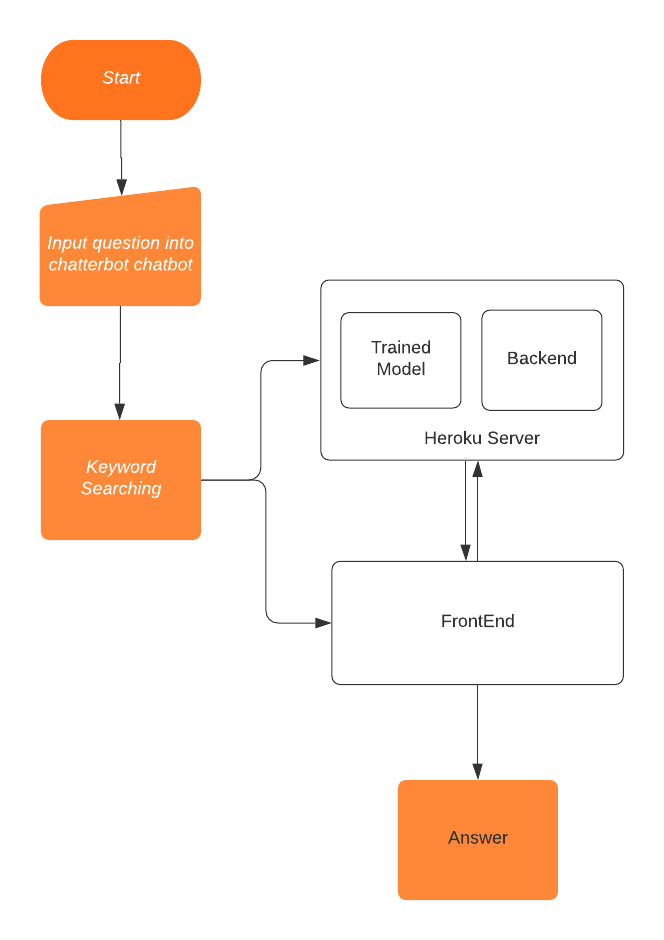 Start
Input question into
chatterbot chatbot
Keyword
Searching
Trained
Model
Backend
Heroku Server
FrontEnd
Answer